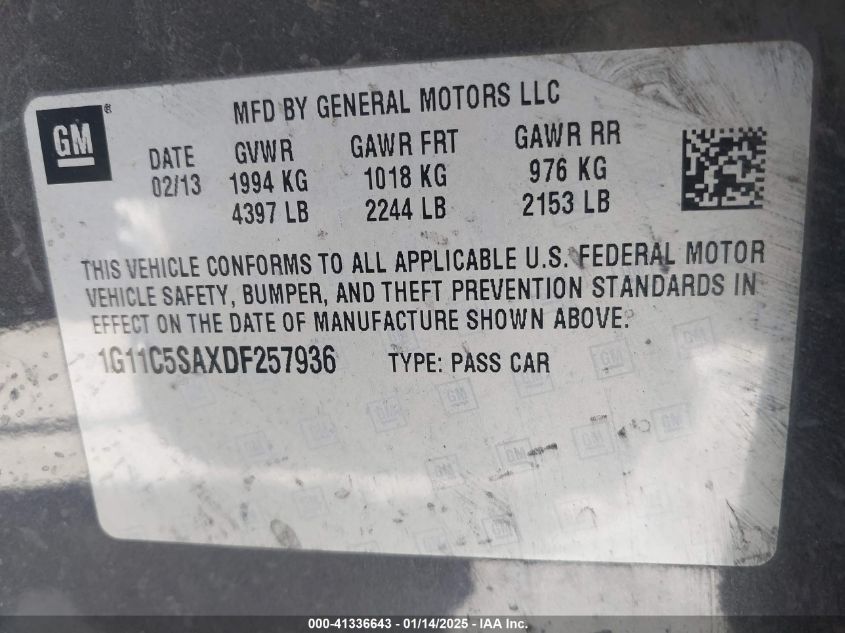 MFD BY GENERAL MOTORS LLC
GM ®
DATE GVWR GAWR FRT GAWR RR
02/13 1994 KG 1018 KG 976 KG
4397 LB 2244 LB 2153 LB
THIS VEHICLE CONFORMS TO ALL APPLICABLE U.S. FEDERAL MOTOR
VEHICLE SAFETY, BUMPER, AND THEFT PREVENTION STANDARDS IN
EFFECT ON THE DATE OF MANUFACTURE SHOWN ABOVE.
1G11C5SAXDF257936 TYPE: PASS CAR
000-41336643 - 01/14/2025 - IAA Inc.